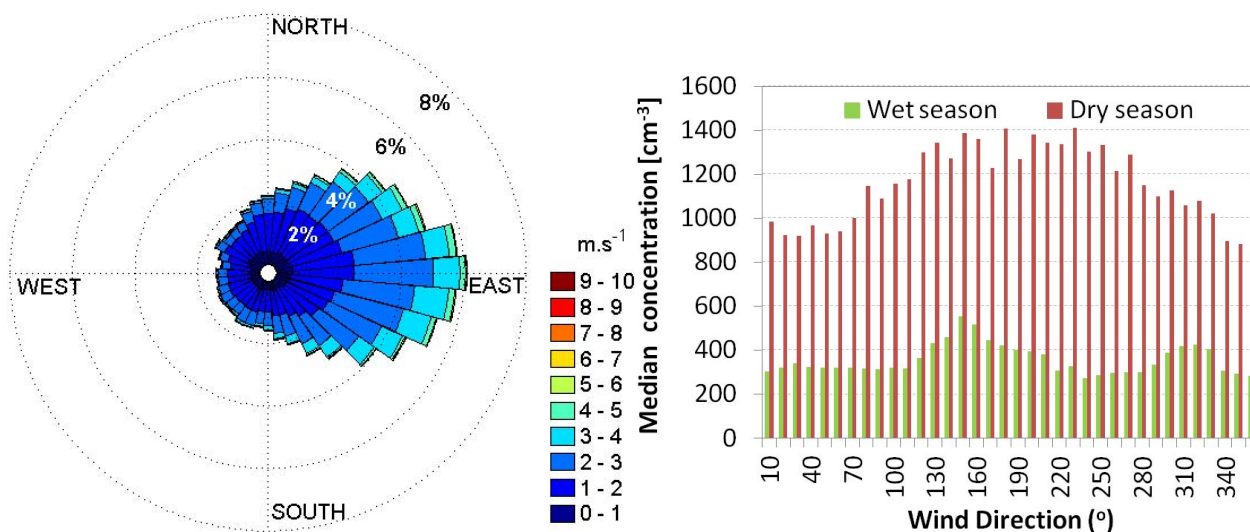 NORTH
8%
6%
4%
2%
WEST
EAST
SOUTH
m.s⁻¹
9 - 10
8 - 9
7 - 8
6 - 7
5 - 6
4 - 5
3 - 4
2 - 3
1 - 2
0 - 1
Median concentration [cm⁻³]
1600
1400
1200
1000
800
600
400
200
0
Wet season Dry season
10 40 70 100 130 160 190 220 250 280 310 340
Wind Direction (º)